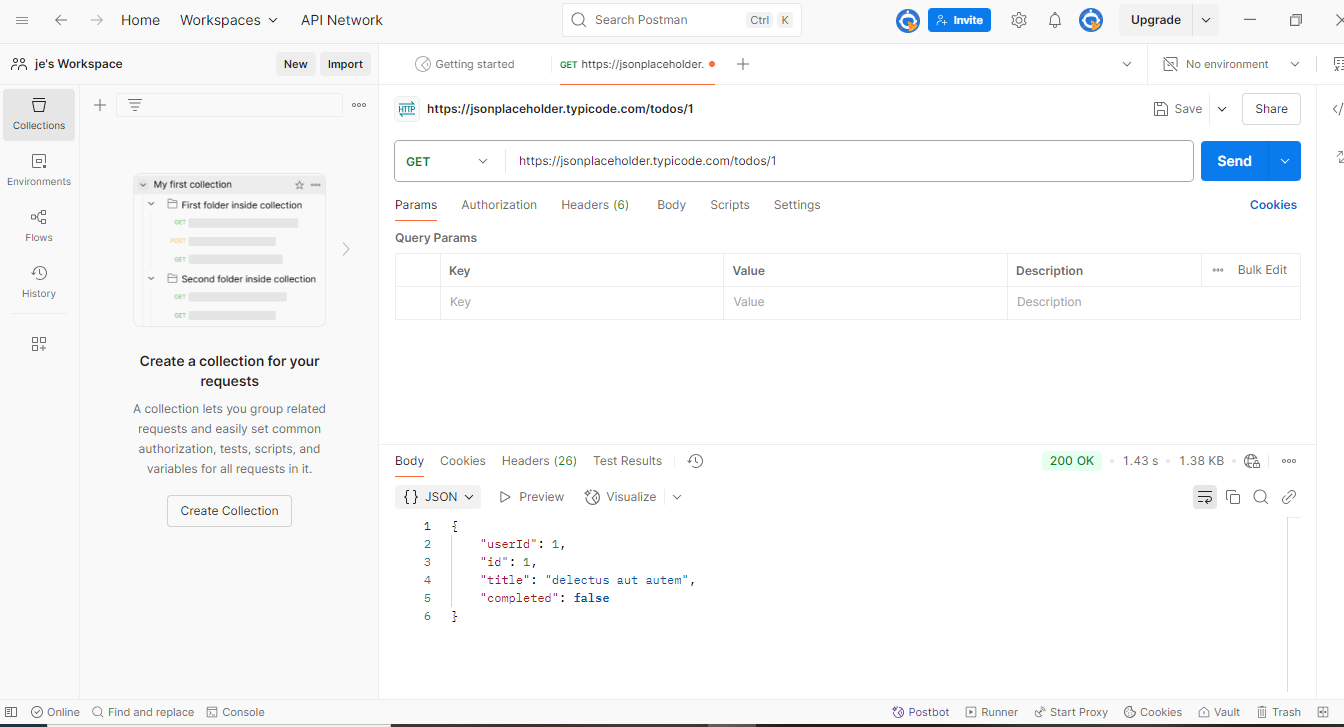 Home Workspaces API Network Search Postman Ctrl K Invite Upgrade
je's Workspace New Import Getting started GET https://jsonplaceholder. No environment
Collections
Environments
Flows
History
My first collection
First folder inside collection
GET
POST
GET
Second folder inside collection
GET
GET
Create a collection for your
requests
A collection lets you group related
requests and easily set common
authorization, tests, scripts, and
variables for all requests in it.
Create Collection
HTTP https://jsonplaceholder.typicode.com/todos/1 Save Share
GET https://jsonplaceholder.typicode.com/todos/1 Send
Params Authorization Headers (6) Body Scripts Settings Cookies
Query Params
Key Value Description Bulk Edit
Key Value Description
Body Cookies Headers (26) Test Results 200 OK 1.43 s 1.38 KB
{} JSON Preview Visualize
1 {
2 "userId": 1,
3 "id": 1,
4 "title": "delectus aut autem",
5 "completed": false
6 }
Online Find and replace Console Postbot Runner Start Proxy Cookies Vault Trash